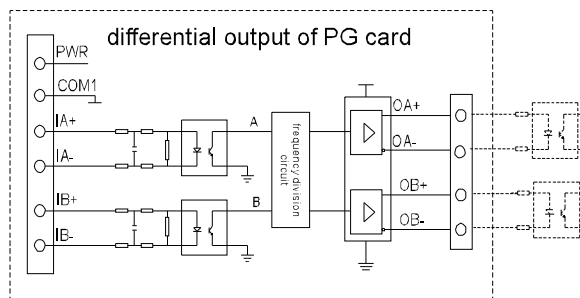 differential output of PG card
PWR
COM1
IA+
IA-
IB+
IB-
A
B
frequency division
circuit
OA+
OA-
OB+
OB-